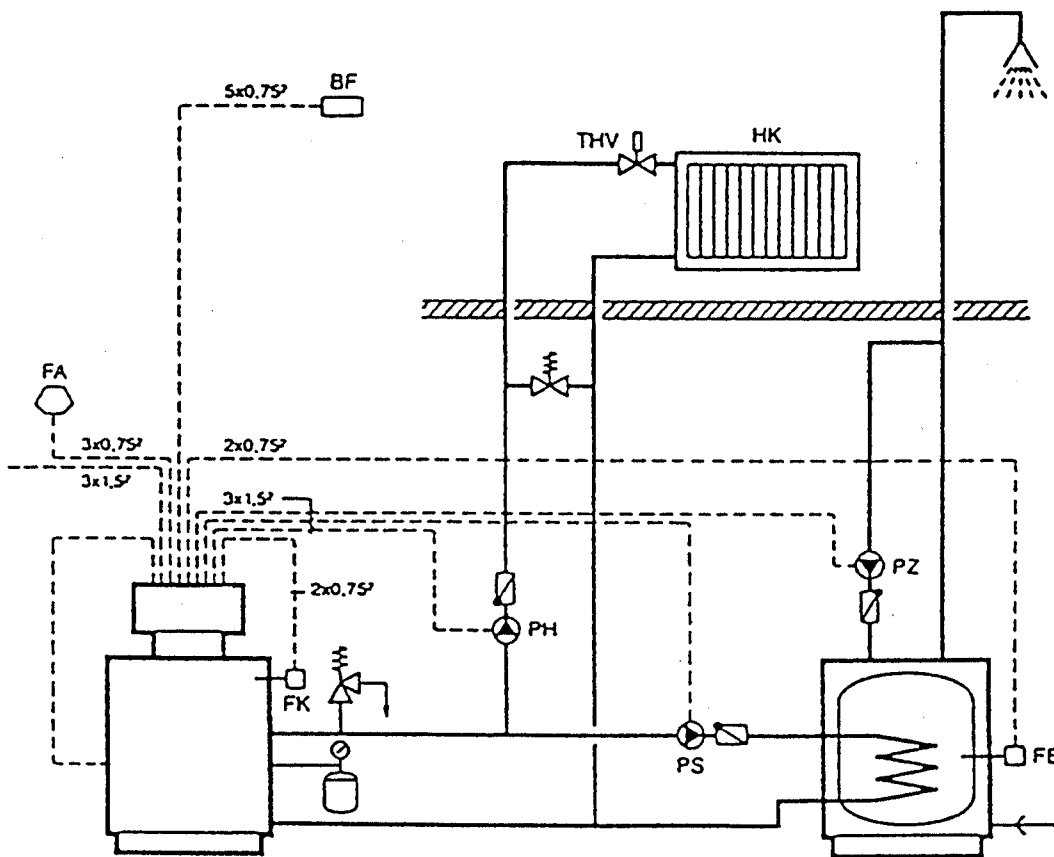 BF
5x0,75²
THV
HK
FA
3x0,75²
2x0,75²
3x1,5²
3x1,5²
PZ
2x0,75²
PH
FK
PS
FB